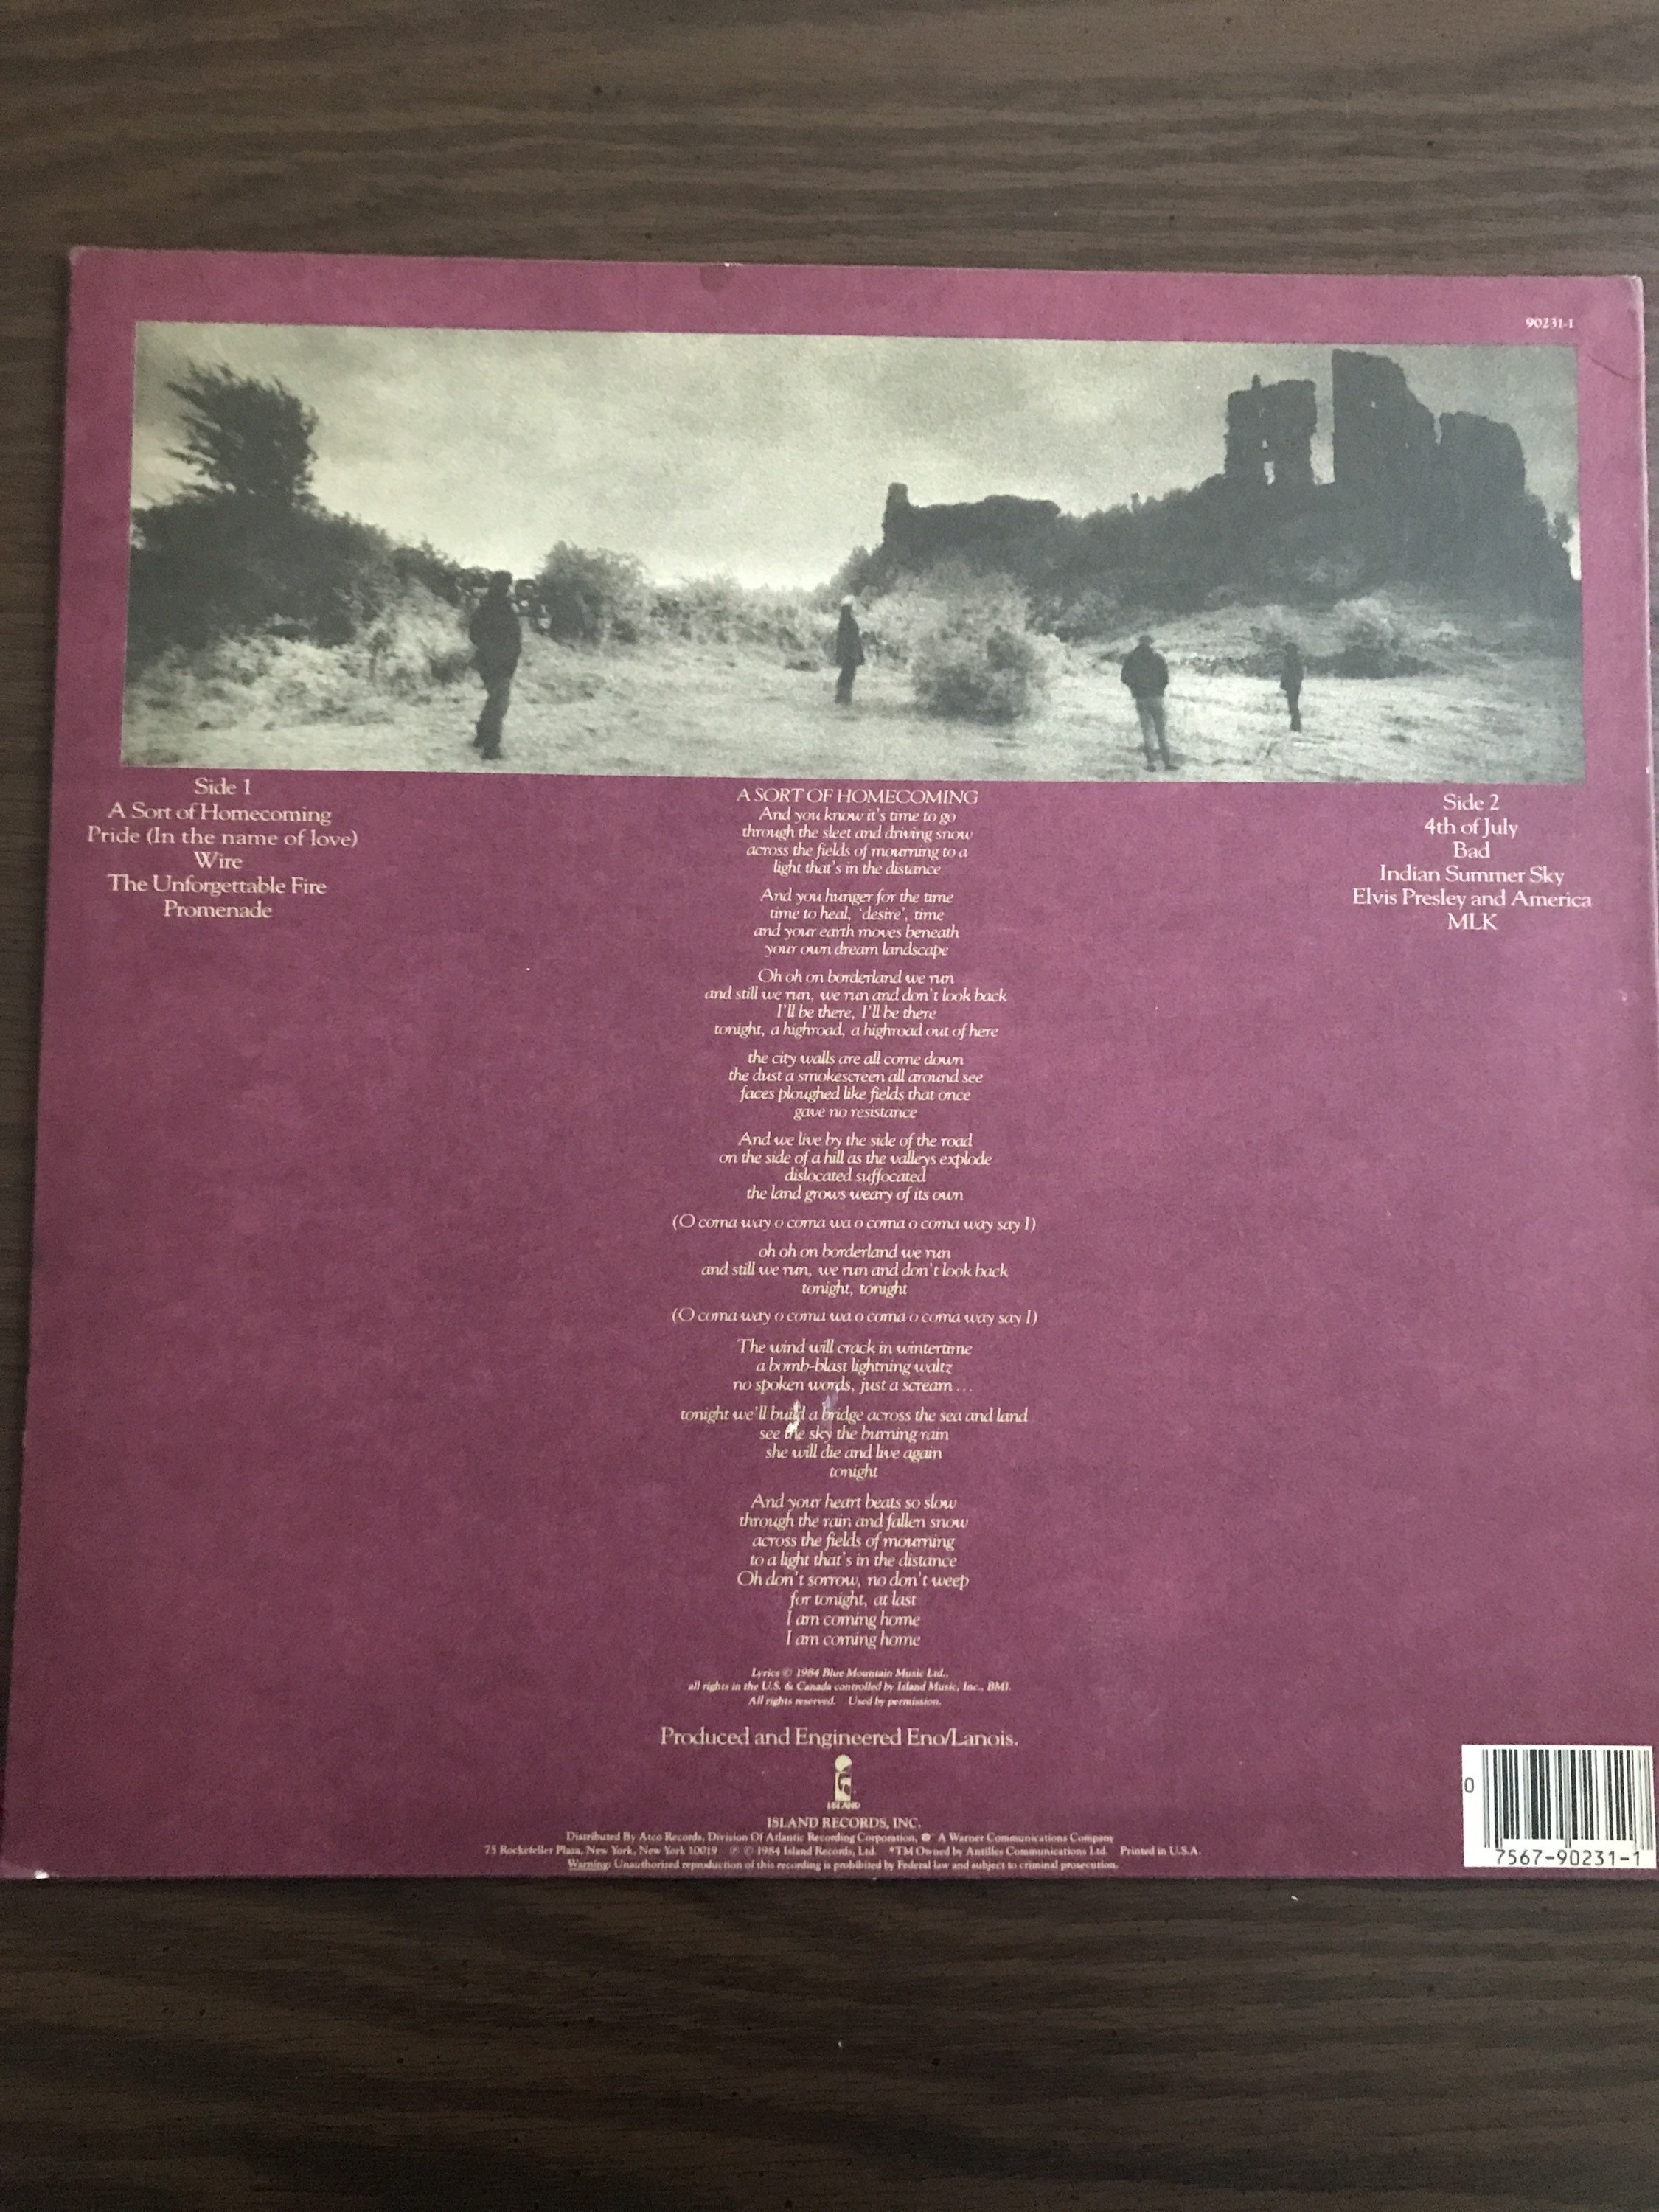 90231-1
Side 1
A Sort of Homecoming
Pride (In the name of love)
Wire
The Unforgettable Fire
Promenade
A SORT OF HOMECOMING
And you know it's time to go
through the sleet and driving snow
across the fields of mourning to a
light that's in the distance
And you hunger for the time
time to heal, 'desire', time
and your earth moves beneath
your own dream landscape
Oh oh on borderland we run
and still we run, we run and don't look back
I'll be there, I'll be there
tonight, a highroad, a highroad out of here
the city walls are all come down
the dust a smokescreen all around see
faces ploughed like fields that once
gave no resistance
And we live by the side of the road
on the side of a hill as the valleys explode
dislocated suffocated
the land grows weary of its own
(O coma way o coma wa o coma o coma way say I)
oh oh on borderland we run
and still we run, we run and don't look back
tonight, tonight
(O coma way o coma wa o coma o coma way say I)
The wind will crack in wintertime
a bomb-blast lightning waltz
no spoken words, just a scream ...
tonight we'll build a bridge across the sea and land
see the sky the burning rain
she will die and live again
tonight
And your heart beats so slow
through the rain and fallen snow
across the fields of mourning
to a light that's in the distance
Oh don't sorrow, no don't weep
for tonight, at last
I am coming home
I am coming home
Lyrics © 1984 Blue Mountain Music Ltd.,
all rights in the U.S. & Canada controlled by Island Music, Inc., BMI.
All rights reserved. Used by permission.
Produced and Engineered Eno/Lanois.
ISLAND
ISLAND RECORDS, INC.
Distributed By Atco Records, Division Of Atlantic Recording Corporation, A Warner Communications Company
75 Rockefeller Plaza, New York, New York 10019 ℗ © 1984 Island Records, Ltd. *TM Owned by Antilles Communications Ltd. Printed in U.S.A.
Warning: Unauthorized reproduction of this recording is prohibited by Federal law and subject to criminal prosecution.
Side 2
4th of July
Bad
Indian Summer Sky
Elvis Presley and America
MLK
0
7567-90231-1